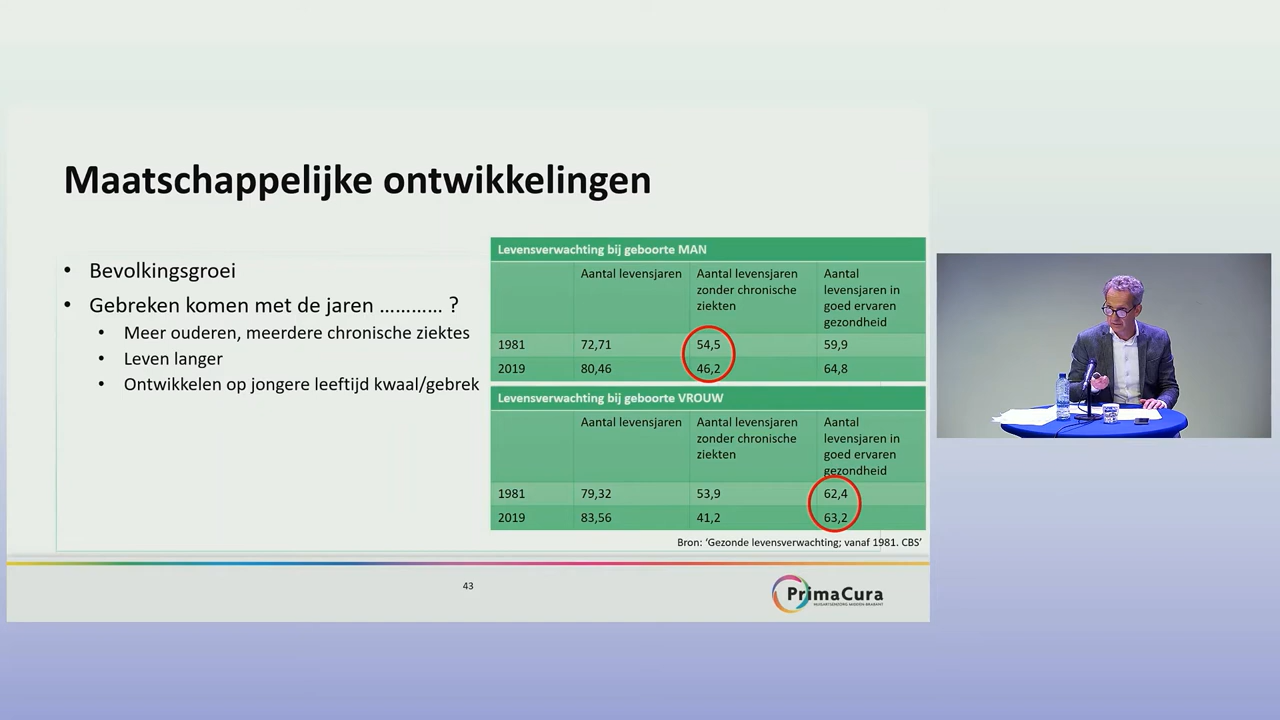 Maatschappelijke ontwikkelingen
• Bevolkingsgroei
• Gebreken komen met de jaren ………… ?
• Meer ouderen, meerdere chronische ziektes
• Leven langer
• Ontwikkelen op jongere leeftijd kwaal/gebrek
Levensverwachting bij geboorte MAN
Aantal levensjaren
Aantal levensjaren
zonder chronische
ziekten
Aantal
levensjaren in
goed ervaren
gezondheid
1981 72,71 54,5 59,9
2019 80,46 46,2 64,8
Levensverwachting bij geboorte VROUW
Aantal levensjaren
Aantal levensjaren
zonder chronische
ziekten
Aantal
levensjaren in
goed ervaren
gezondheid
1981 79,32 53,9 62,4
2019 83,56 41,2 63,2
Bron: 'Gezonde levensverwachting; vanaf 1981. CBS'
43
PrimaCura
HUISARTSENZORG MIDDEN-BRABANT